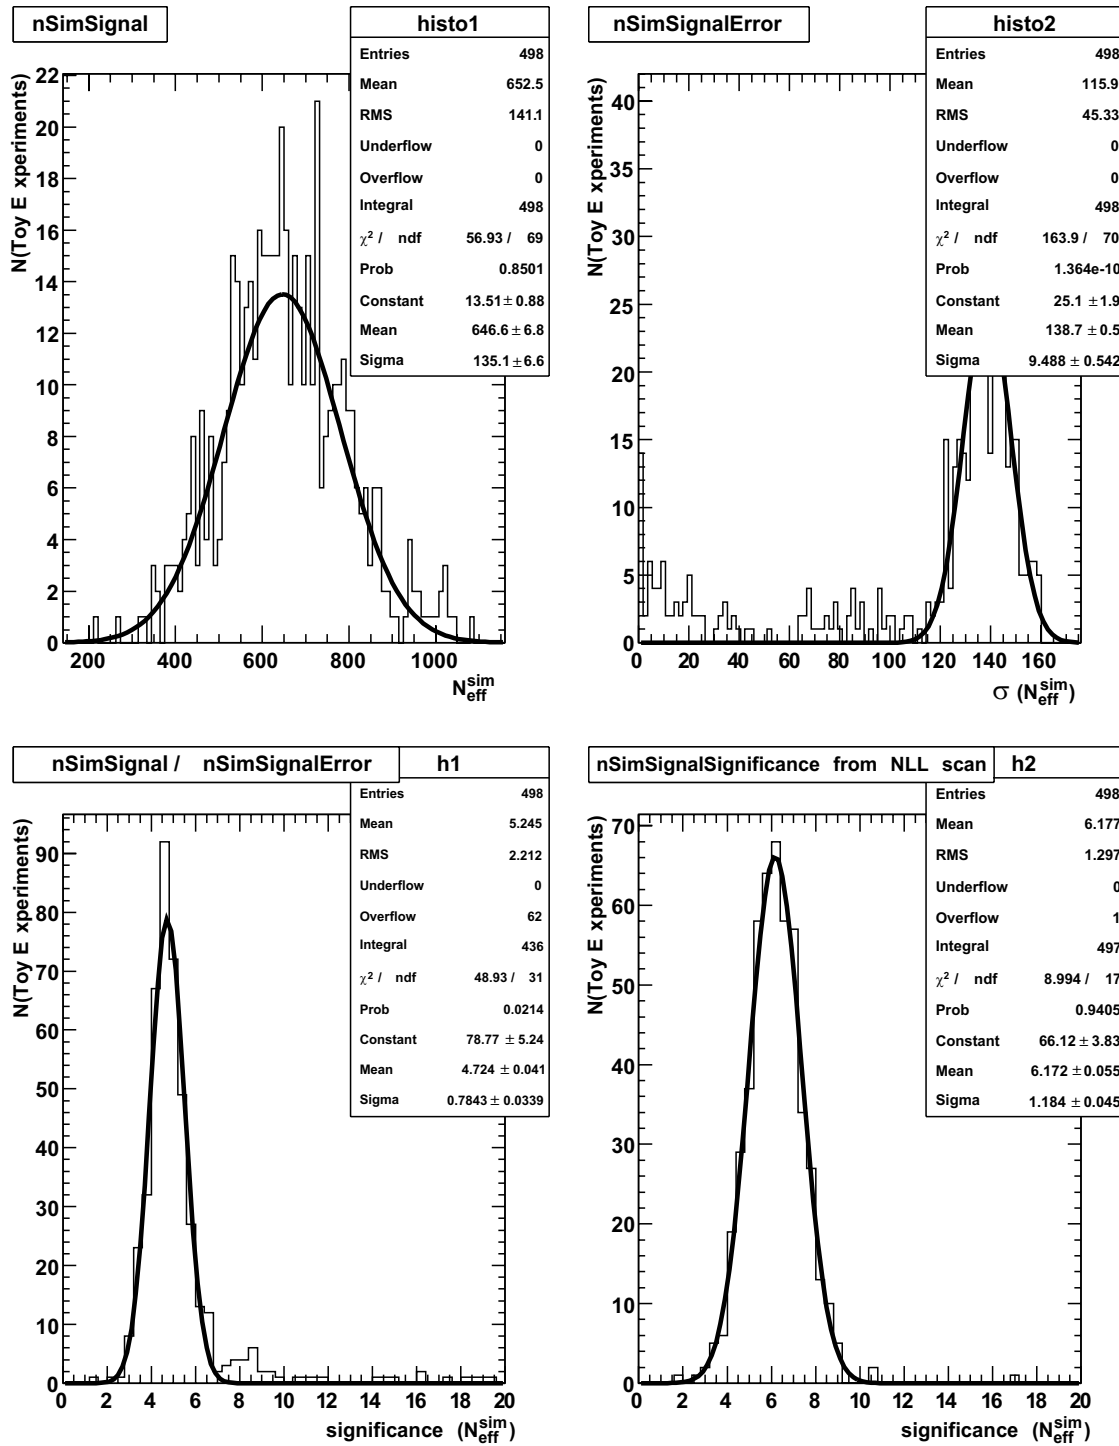 nSimSignal
histo1
Entries 498
Mean 652.5
RMS 141.1
Underflow 0
Overflow 0
Integral 498
χ² / ndf 56.93 / 69
Prob 0.8501
Constant 13.51 ± 0.88
Mean 646.6 ± 6.8
Sigma 135.1 ± 6.6
N(Toy E xperiments)
22
20
18
16
14
12
10
8
6
4
2
0
200 400 600 800 1000
N_eff^sim
nSimSignalError
histo2
Entries 498
Mean 115.9
RMS 45.33
Underflow 0
Overflow 0
Integral 498
χ² / ndf 163.9 / 70
Prob 1.364e-10
Constant 25.1 ± 1.9
Mean 138.7 ± 0.5
Sigma 9.488 ± 0.542
N(Toy E xperiments)
40
35
30
25
20
15
10
5
0
0 20 40 60 80 100 120 140 160
σ (N_eff^sim)
nSimSignal / nSimSignalError
h1
Entries 498
Mean 5.245
RMS 2.212
Underflow 0
Overflow 62
Integral 436
χ² / ndf 48.93 / 31
Prob 0.0214
Constant 78.77 ± 5.24
Mean 4.724 ± 0.041
Sigma 0.7843 ± 0.0339
N(Toy E xperiments)
90
80
70
60
50
40
30
20
10
0
0 2 4 6 8 10 12 14 16 18 20
significance (N_eff^sim)
nSimSignalSignificance from NLL scan
h2
Entries 498
Mean 6.177
RMS 1.297
Underflow 0
Overflow 1
Integral 497
χ² / ndf 8.994 / 17
Prob 0.9405
Constant 66.12 ± 3.83
Mean 6.172 ± 0.055
Sigma 1.184 ± 0.045
N(Toy E xperiments)
70
60
50
40
30
20
10
0
0 2 4 6 8 10 12 14 16 18 20
significance (N_eff^sim)